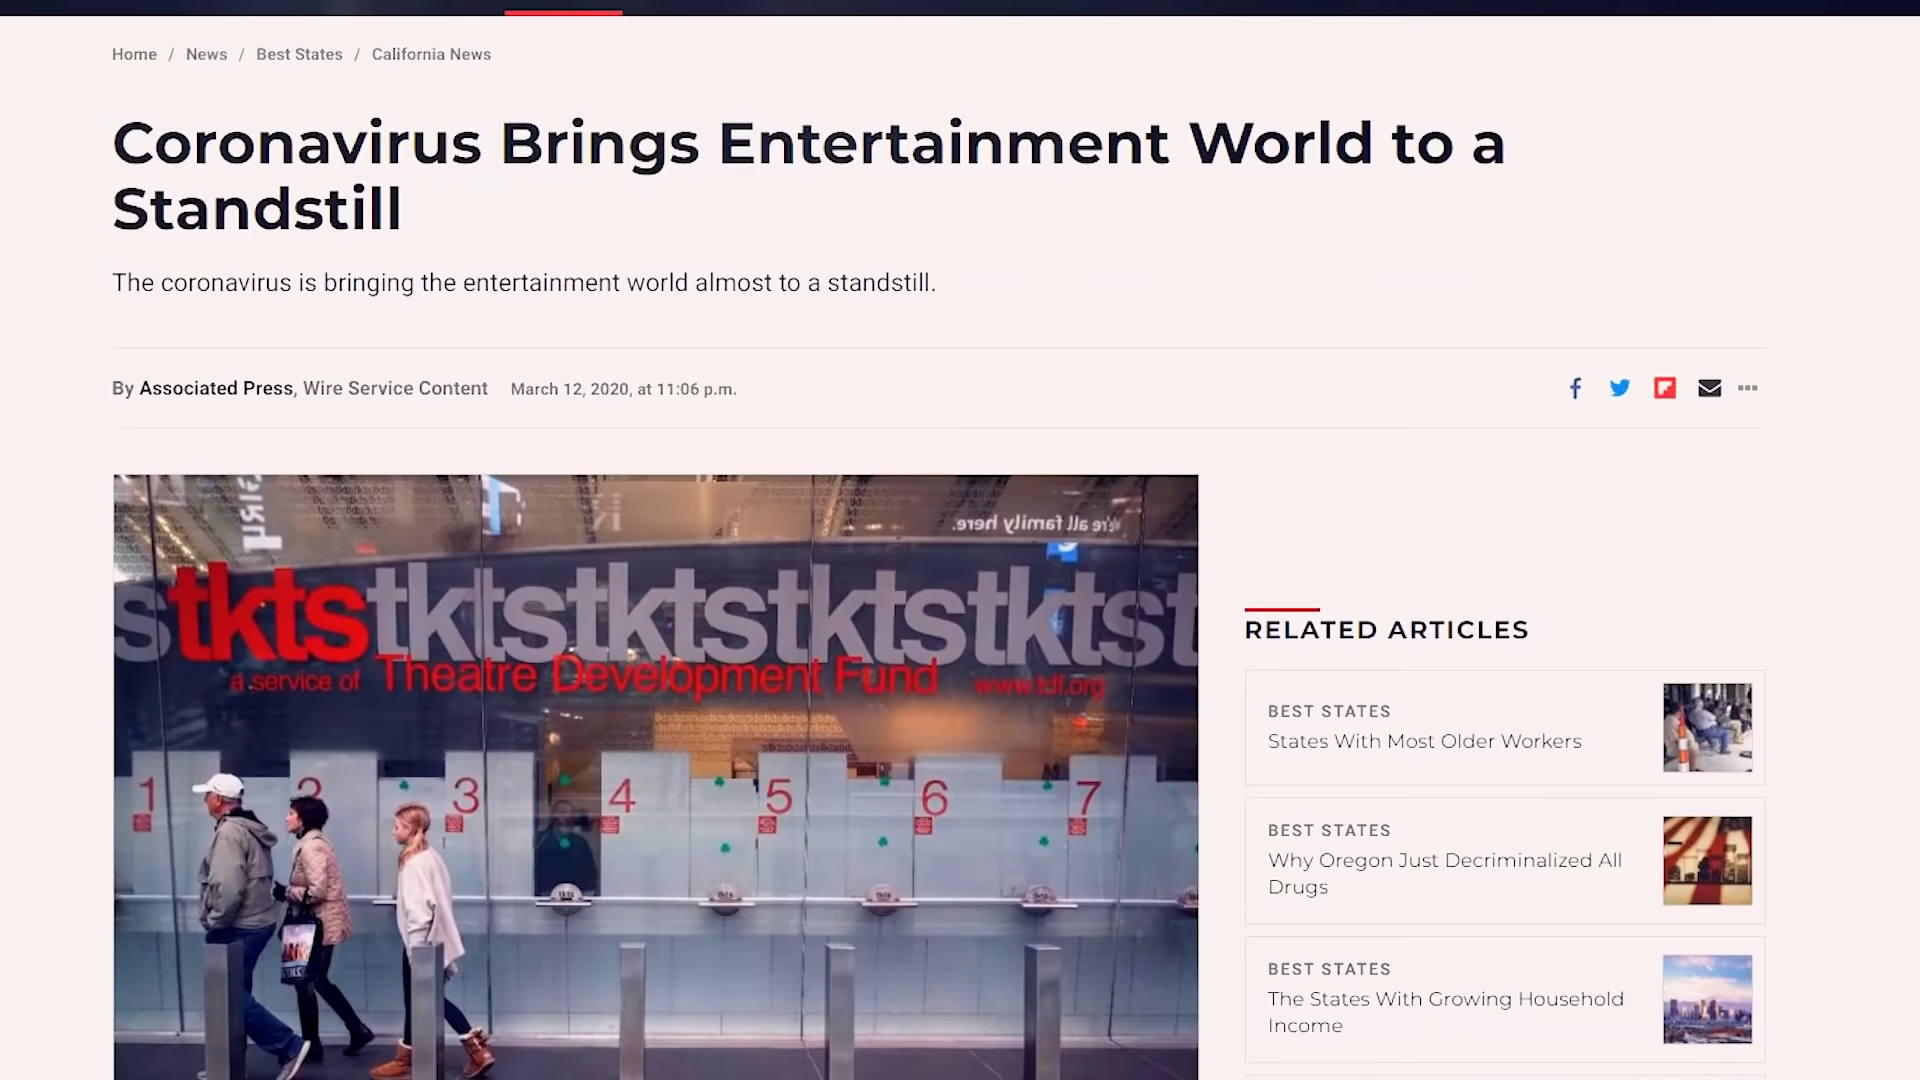 Home / News / Best States / California News
Coronavirus Brings Entertainment World to a
Standstill
The coronavirus is bringing the entertainment world almost to a standstill.
By Associated Press, Wire Service Content March 12, 2020, at 11:06 p.m.
We're all family here.
stktstktstktstktstktstktst
a service of Theatre Development Fund www.tdf.org
1 2 3 4 5 6 7
RELATED ARTICLES
BEST STATES
States With Most Older Workers
BEST STATES
Why Oregon Just Decriminalized All
Drugs
BEST STATES
The States With Growing Household
Income